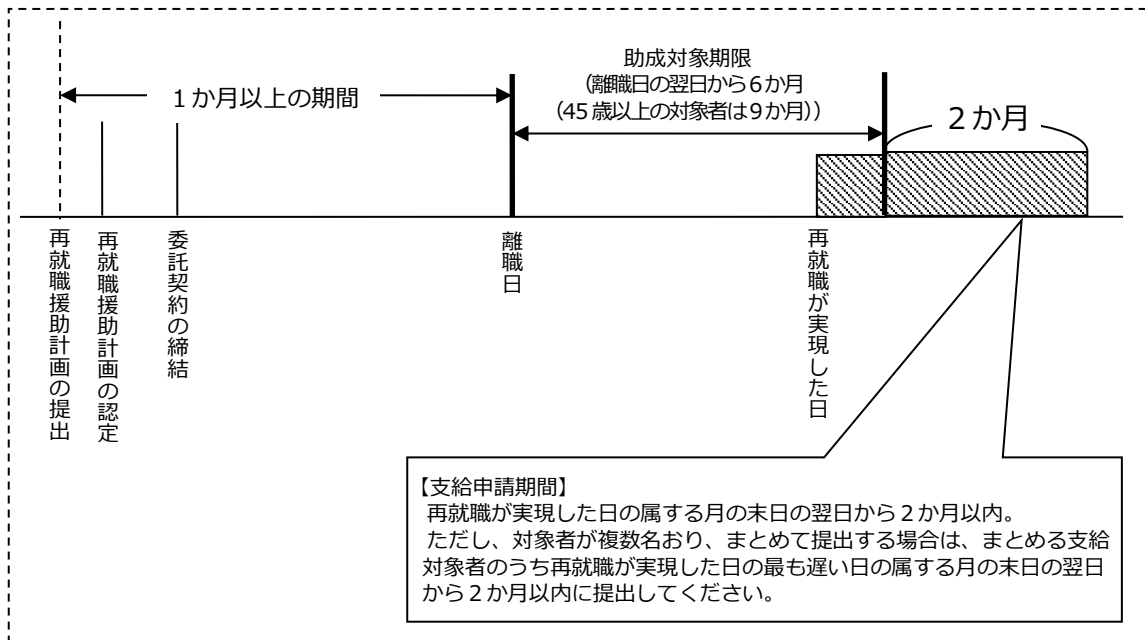 助成対象期限
(離職日の翌日から6か月
(45歳以上の対象者は9か月))
1か月以上の期間
2か月
再就職援助計画の提出
再就職援助計画の認定
委託契約の締結
離職日
再就職が実現した日
【支給申請期間】
再就職が実現した日の属する月の末日の翌日から2か月以内。
ただし、対象者が複数名おり、まとめて提出する場合は、まとめる支給
対象者のうち再就職が実現した日の最も遅い日の属する月の末日の翌日
から2か月以内に提出してください。